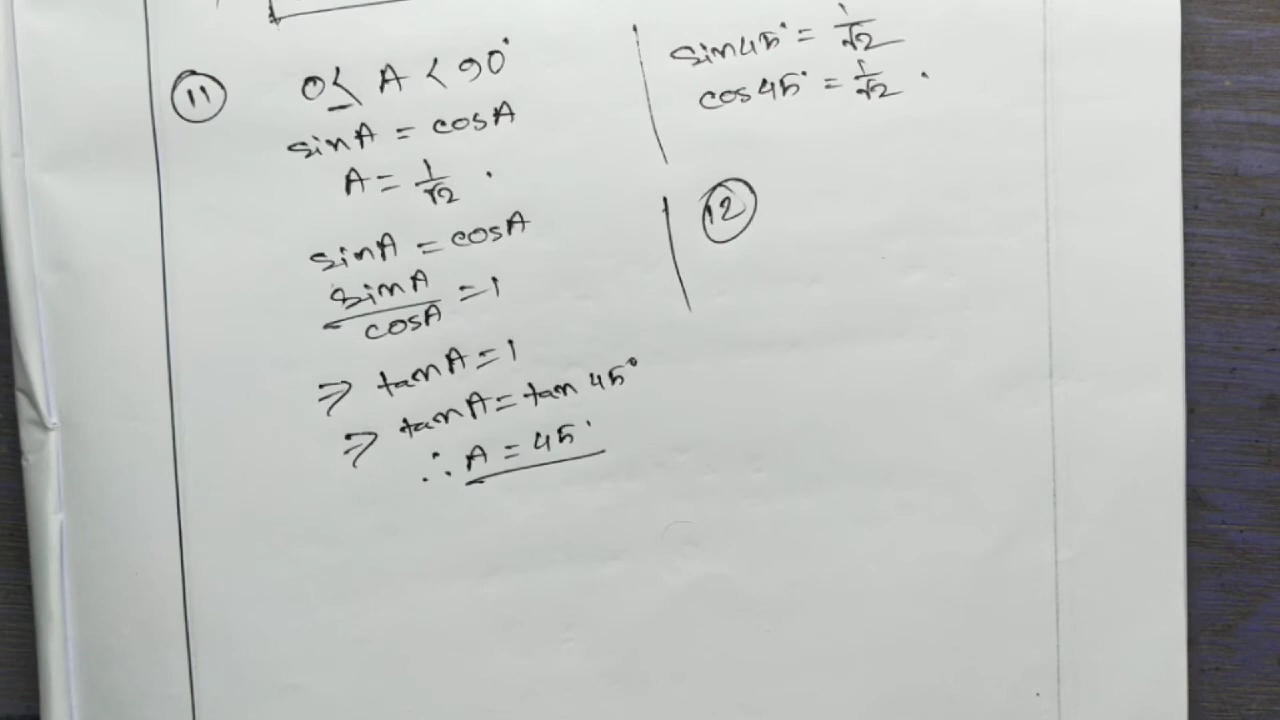 11
0 ≤ A < 90°
sinA = cosA
A = 1/√2 .
sinA = cosA
sinA/cosA = 1
⇒ tanA = 1
⇒ tanA = tan 45°
∴ A = 45°
sin45° = 1/√2
cos45° = 1/√2 .
12